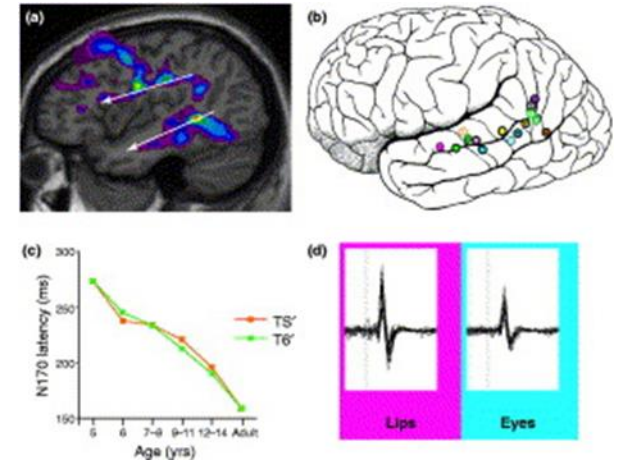 (a)
(b)
(c)
300
250
200
150
N170 latency (ms)
TS′
T6′
5 6 7–8 9–11 12–14 Adult
Age (yrs)
(d)
Lips Eyes